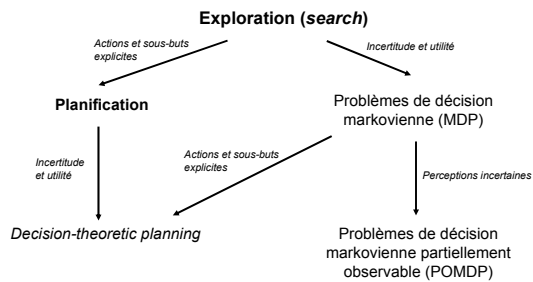 Exploration (search)
Actions et sous-buts
explicites
Incertitude et utilité
Planification
Problèmes de décision
markovienne (MDP)
Incertitude
et utilité
Actions et sous-buts
explicites
Perceptions incertaines
Decision-theoretic planning
Problèmes de décision
markovienne partiellement
observable (POMDP)